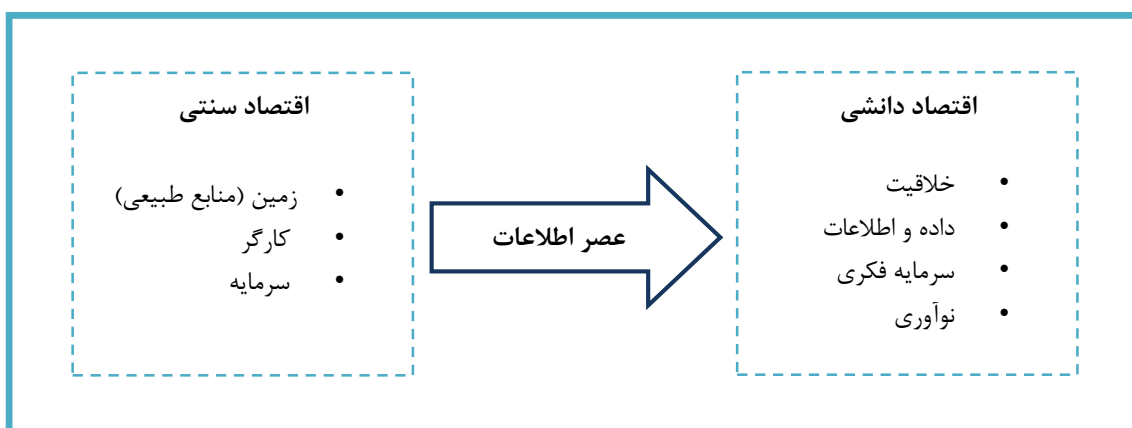 اقتصاد سنتی
• زمین (منابع طبیعی)
• کارگر
• سرمایه
عصر اطلاعات
اقتصاد دانشی
• خلاقیت
• داده و اطلاعات
• سرمایه فکری
• نوآوری